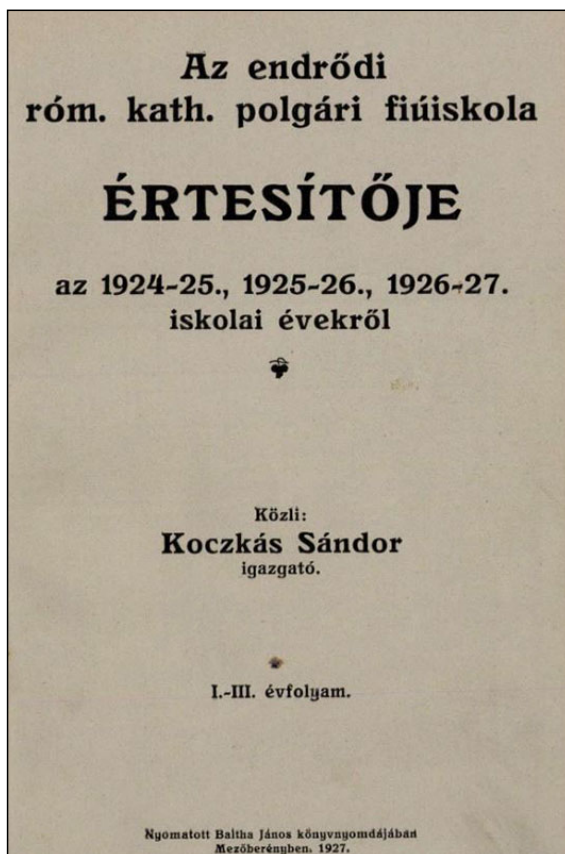 Az endrődi
róm. kath. polgári fiúiskola
ÉRTESÍTŐJE
az 1924-25., 1925-26., 1926-27.
iskolai évekről
Közli:
Koczkás Sándor
igazgató.
I.-III. évfolyam.
Nyomatott Baltha János könyvnyomdájában
Mezőberényben. 1927.